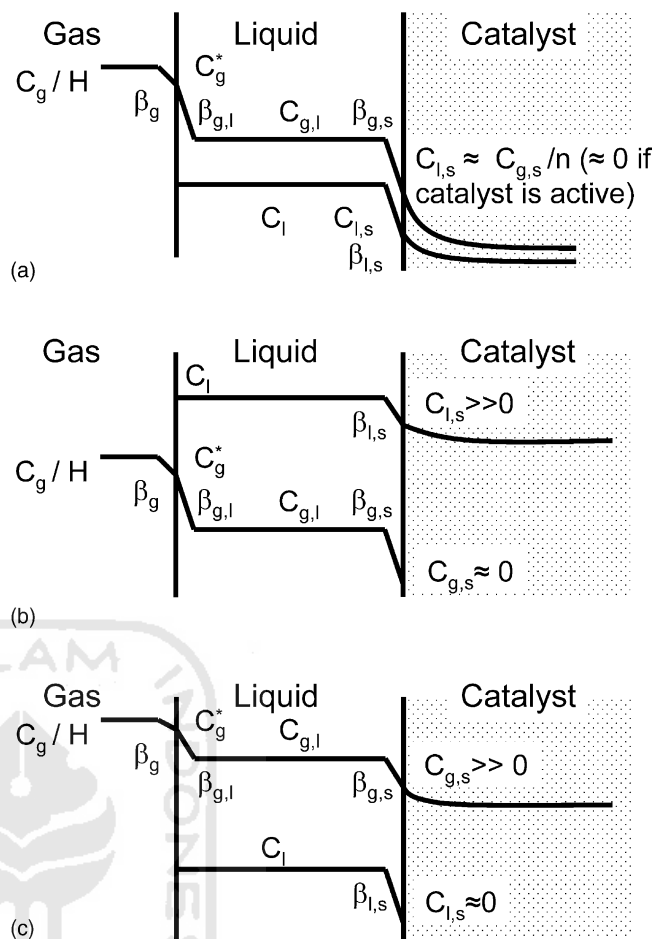 Gas Liquid Catalyst
C_g / H C*_g
β_g β_g,l C_g,l β_g,s
C_l,s ≈ C_g,s/n (≈ 0 if
catalyst is active)
C_l C_l,s
β_l,s
(a)
Gas Liquid Catalyst
C_l
C_l,s>>0
β_l,s
C_g / H C*_g
β_g β_g,l C_g,l β_g,s
C_g,s≈ 0
(b)
Gas Liquid Catalyst
C_g / H C*_g C_g,l
β_g β_g,l β_g,s C_g,s>> 0
C_l
β_l,s C_l,s≈0
(c)
LAM INDONES